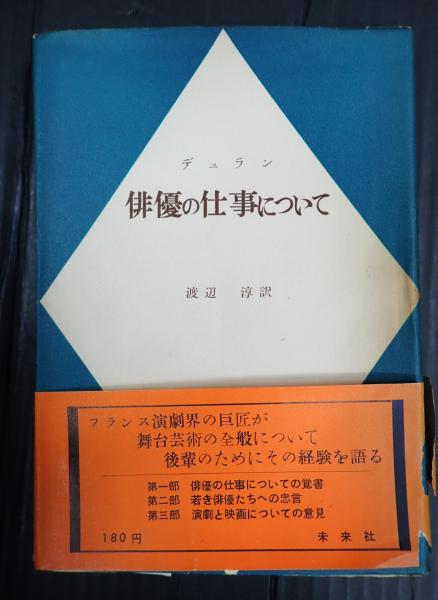 デュラン
俳優の仕事について
渡辺 淳訳
フランス演劇界の巨匠が
舞台芸術の全般について
後輩のためにその経験を語る
第一部 俳優の仕事についての覚書
第二部 若き俳優たちへの忠言
第三部 演劇と映画についての意見
180円 未来社